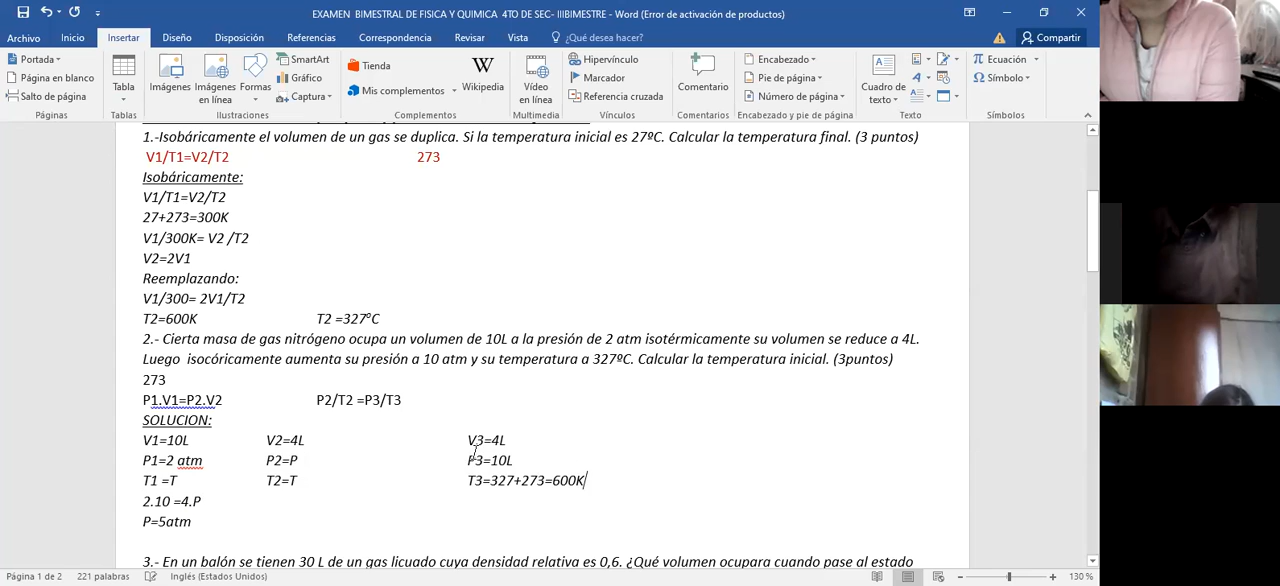 EXAMEN BIMESTRAL DE FISICA Y QUIMICA 4TO DE SEC- IIIBIMESTRE - Word (Error de activación de productos)
Archivo Inicio Insertar Diseño Disposición Referencias Correspondencia Revisar Vista ¿Qué desea hacer? Compartir
Portada
Página en blanco
Salto de página
Páginas
Tabla
Tablas
Imágenes
Imágenes en línea
Formas
SmartArt
Gráfico
Captura
Ilustraciones
Tienda
Mis complementos
Wikipedia
Complementos
Vídeo en línea
Multimedia
Hipervínculo
Marcador
Referencia cruzada
Vínculos
Comentario
Comentarios
Encabezado
Pie de página
Número de página
Encabezado y pie de página
Cuadro de texto
Texto
Ecuación
Símbolo
Símbolos
1.-Isobáricamente el volumen de un gas se duplica. Si la temperatura inicial es 27ºC. Calcular la temperatura final. (3 puntos)
V1/T1=V2/T2 273
Isobáricamente:
V1/T1=V2/T2
27+273=300K
V1/300K= V2 /T2
V2=2V1
Reemplazando:
V1/300= 2V1/T2
T2=600K T2 =327°C
2.- Cierta masa de gas nitrógeno ocupa un volumen de 10L a la presión de 2 atm isotérmicamente su volumen se reduce a 4L.
Luego isocóricamente aumenta su presión a 10 atm y su temperatura a 327ºC. Calcular la temperatura inicial. (3puntos)
273
P1.V1=P2.V2 P2/T2 =P3/T3
SOLUCION:
V1=10L V2=4L V3=4L
P1=2 atm P2=P P3=10L
T1 =T T2=T T3=327+273=600K
2.10 =4.P
P=5atm
3.- En un balón se tienen 30 L de un gas licuado cuya densidad relativa es 0,6. ¿Qué volumen ocupara cuando pase al estado
Página 1 de 2 221 palabras Inglés (Estados Unidos) 130 %